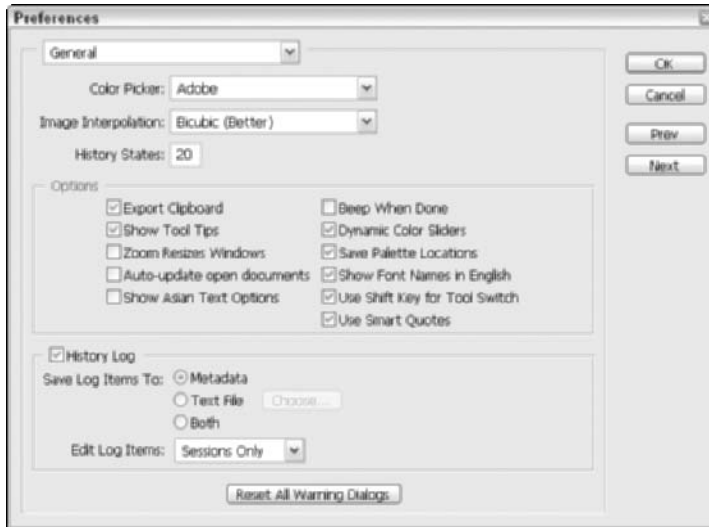 Preferences
General
OK
Cancel
Prev
Next
Color Picker: Adobe
Image Interpolation: Bicubic (Better)
History States: 20
Options
Export Clipboard
Show Tool Tips
Zoom Resizes Windows
Auto-update open documents
Show Asian Text Options
Beep When Done
Dynamic Color Sliders
Save Palette Locations
Show Font Names in English
Use Shift Key for Tool Switch
Use Smart Quotes
History Log
Save Log Items To: Metadata
Text File Choose...
Both
Edit Log Items: Sessions Only
Reset All Warning Dialogs